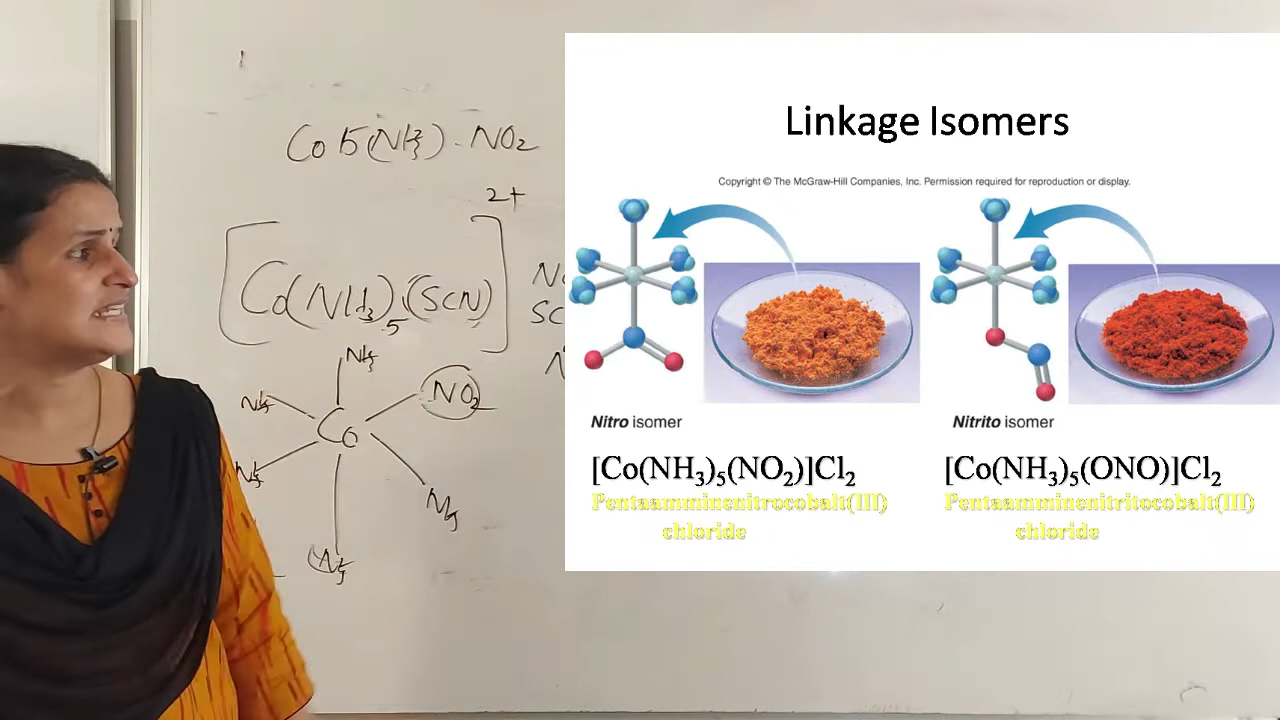 Co 5(NH3) . NO2
[Co(NH3)5(SCN)]2+
NH3
NH3
Co
NO2
NH3
NH3
NH3
Linkage Isomers
Copyright © The McGraw-Hill Companies, Inc. Permission required for reproduction or display.
Nitro isomer
Nitrito isomer
[Co(NH3)5(NO2)]Cl2
[Co(NH3)5(ONO)]Cl2
Pentaamminenitrocobalt(III)
chloride
Pentaamminenitritocobalt(III)
chloride